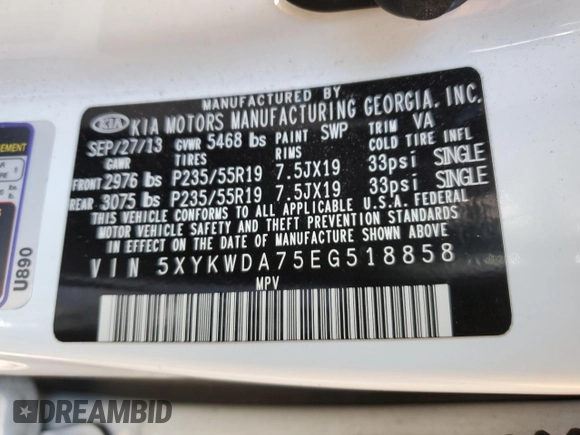 MANUFACTURED BY
KIA KIA MOTORS MANUFACTURING GEORGIA, INC.
SEP/27/13 GVWR 5468 lbs PAINT SWP TRIM VA
GAWR TIRES RIMS COLD TIRE INFL
FRONT 2976 lbs P235/55R19 7.5JX19 33psi SINGLE
REAR 3075 lbs P235/55R19 7.5JX19 33psi SINGLE
THIS VEHICLE CONFORMS TO ALL APPLICABLE U.S.A. FEDERAL
MOTOR VEHICLE SAFETY AND THEFT PREVENTION STANDARDS
IN EFFECT ON THE DATE OF MANUFACTURE SHOWN ABOVE
VIN 5XYKWDA75EG518858
MPV
U890
DREAMBID